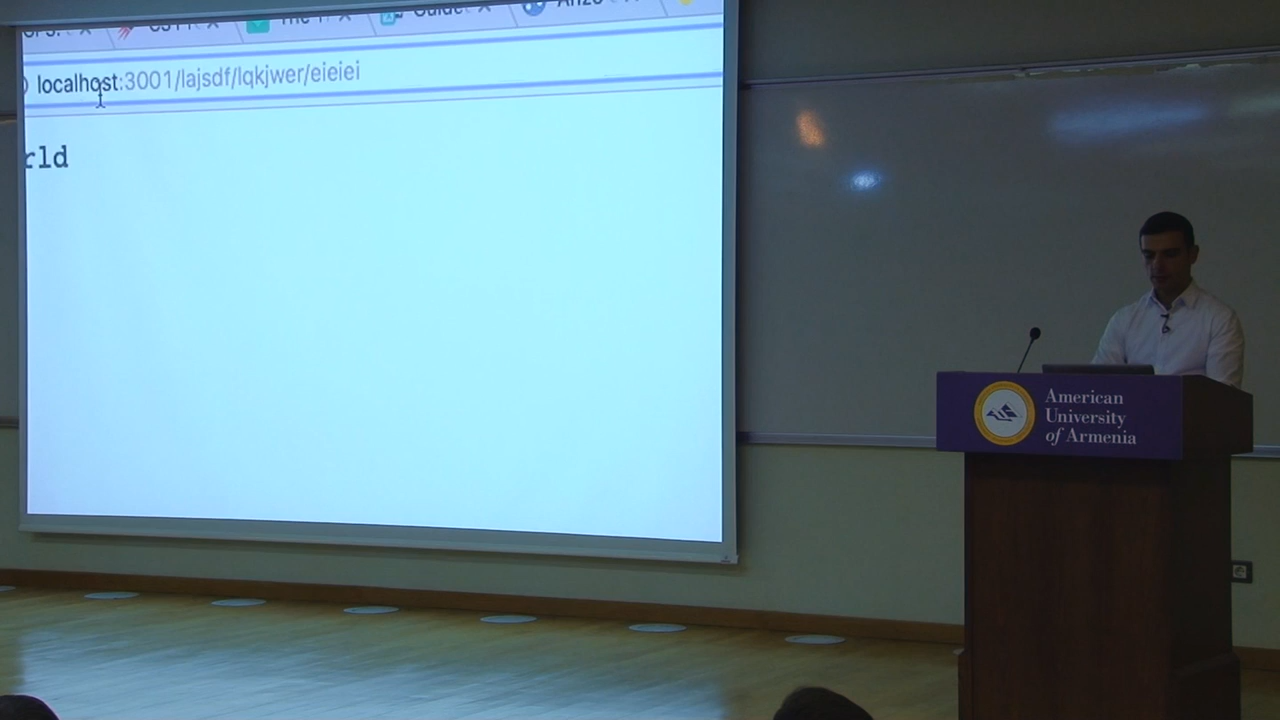 localhost:3001/lajsdf/lqkjwer/eieiei
rld
American
University
of Armenia